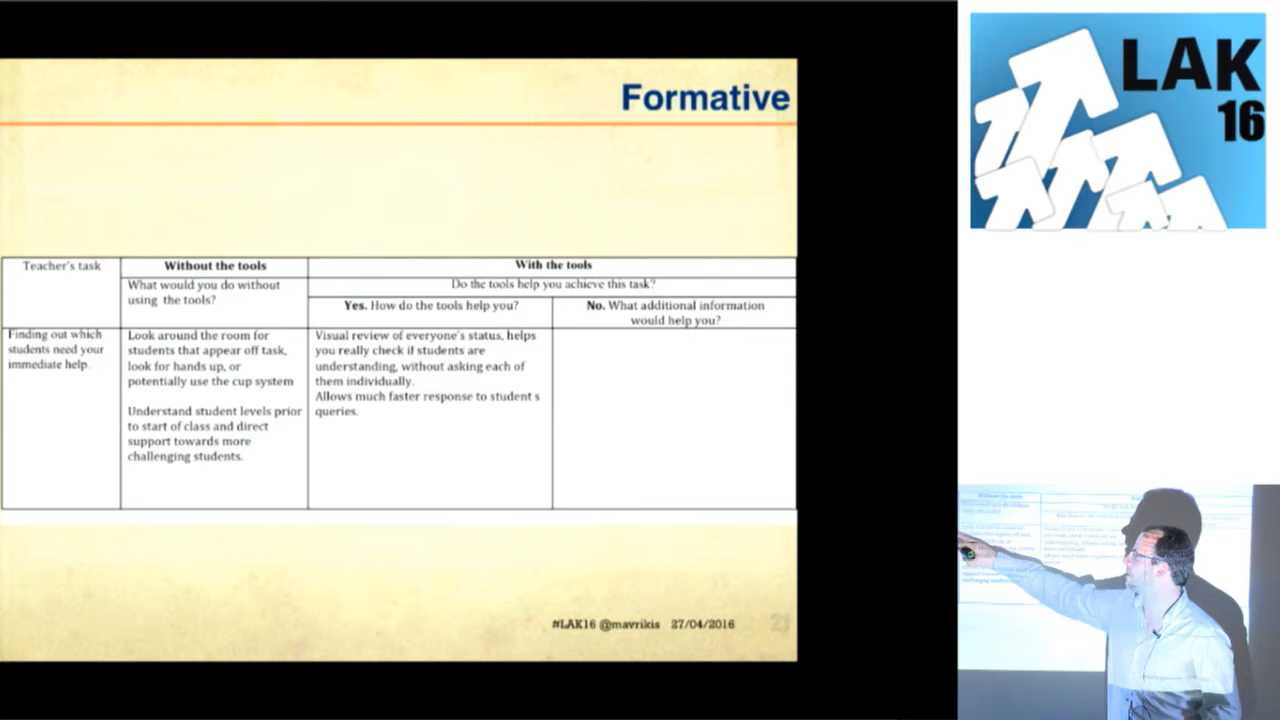 Formative
LAK
16
Teacher's task
Without the tools
With the tools
What would you do without
using the tools?
Do the tools help you achieve this task?
Yes. How do the tools help you?
No. What additional information
would help you?
Finding out which
students need your
immediate help.
Look around the room for
students that appear off task,
look for hands up, or
potentially use the cup system
Understand student levels prior
to start of class and direct
support towards more
challenging students.
Visual review of everyone's status, helps
you really check if students are
understanding, without asking each of
them individually.
Allows much faster response to student s
queries.
#LAK16 @mavrikis 27/04/2016